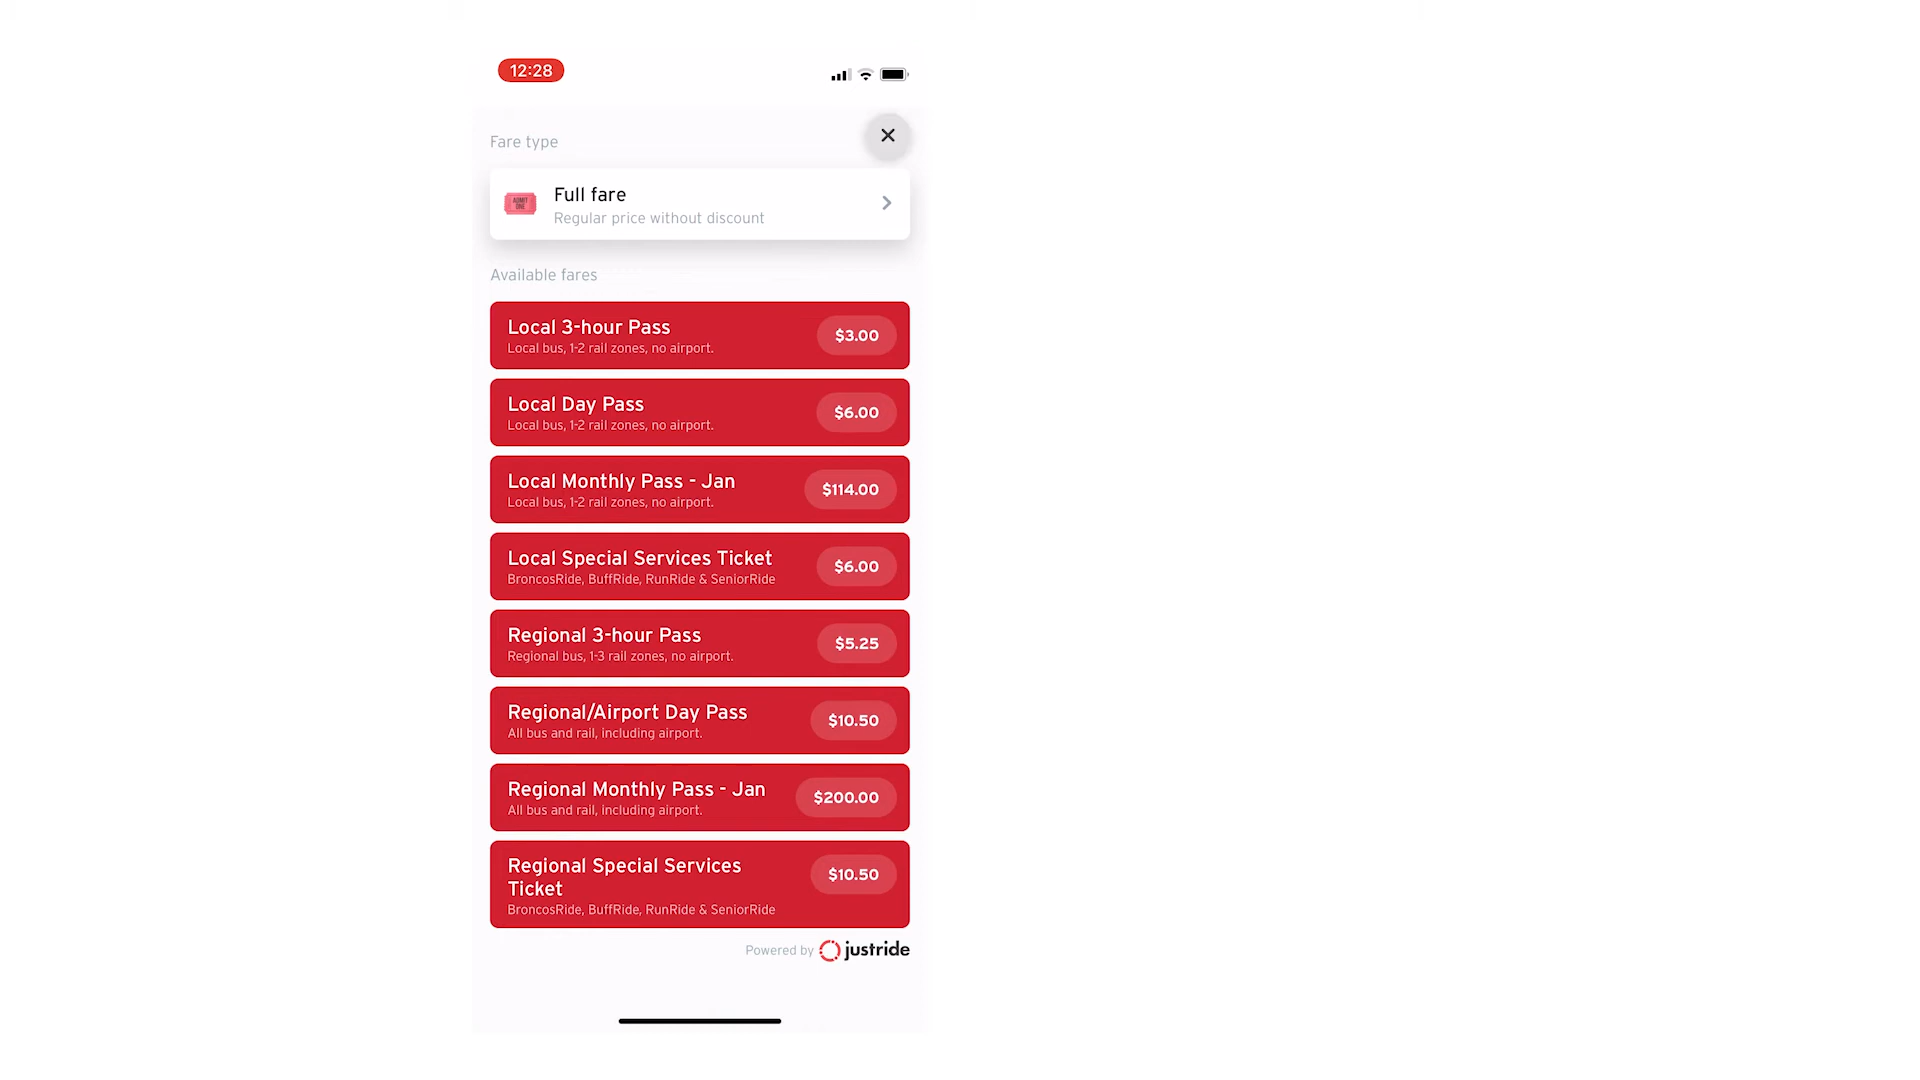 12:28
Fare type
ADMIT
ONE
Full fare
Regular price without discount
Available fares
Local 3-hour Pass
Local bus, 1-2 rail zones, no airport.
$3.00
Local Day Pass
Local bus, 1-2 rail zones, no airport.
$6.00
Local Monthly Pass - Jan
Local bus, 1-2 rail zones, no airport.
$114.00
Local Special Services Ticket
BroncosRide, BuffRide, RunRide & SeniorRide
$6.00
Regional 3-hour Pass
Regional bus, 1-3 rail zones, no airport.
$5.25
Regional/Airport Day Pass
All bus and rail, including airport.
$10.50
Regional Monthly Pass - Jan
All bus and rail, including airport.
$200.00
Regional Special Services
Ticket
BroncosRide, BuffRide, RunRide & SeniorRide
$10.50
Powered by justride